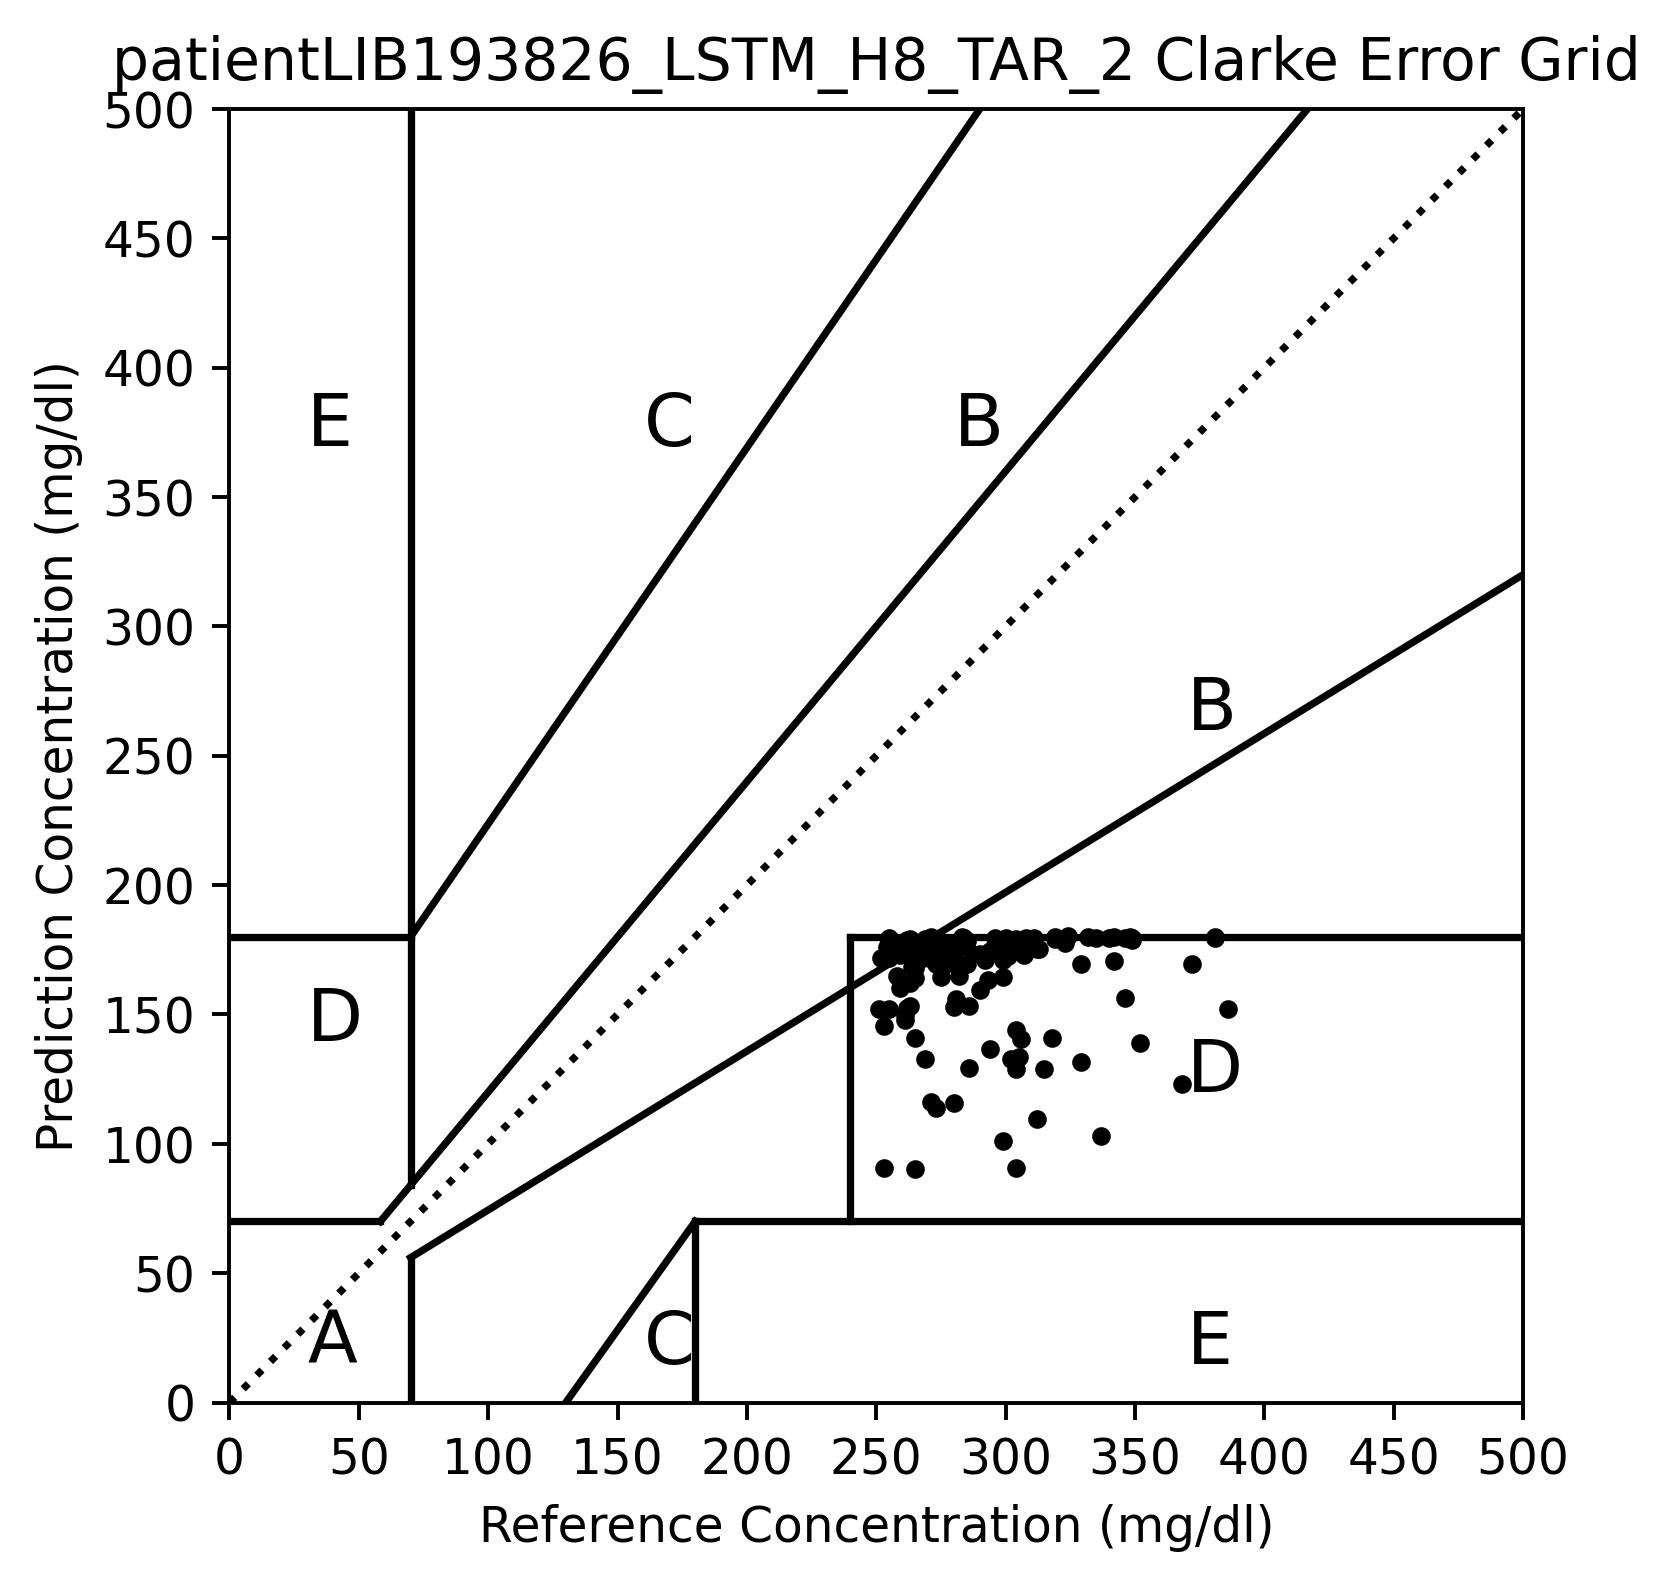 patientLIB193826_LSTM_H8_TAR_2 Clarke Error Grid
500
450
400
350
300
250
200
150
100
50
0
Prediction Concentration (mg/dl)
E
C
B
B
D
D
A
C
E
0 50 100 150 200 250 300 350 400 450 500
Reference Concentration (mg/dl)